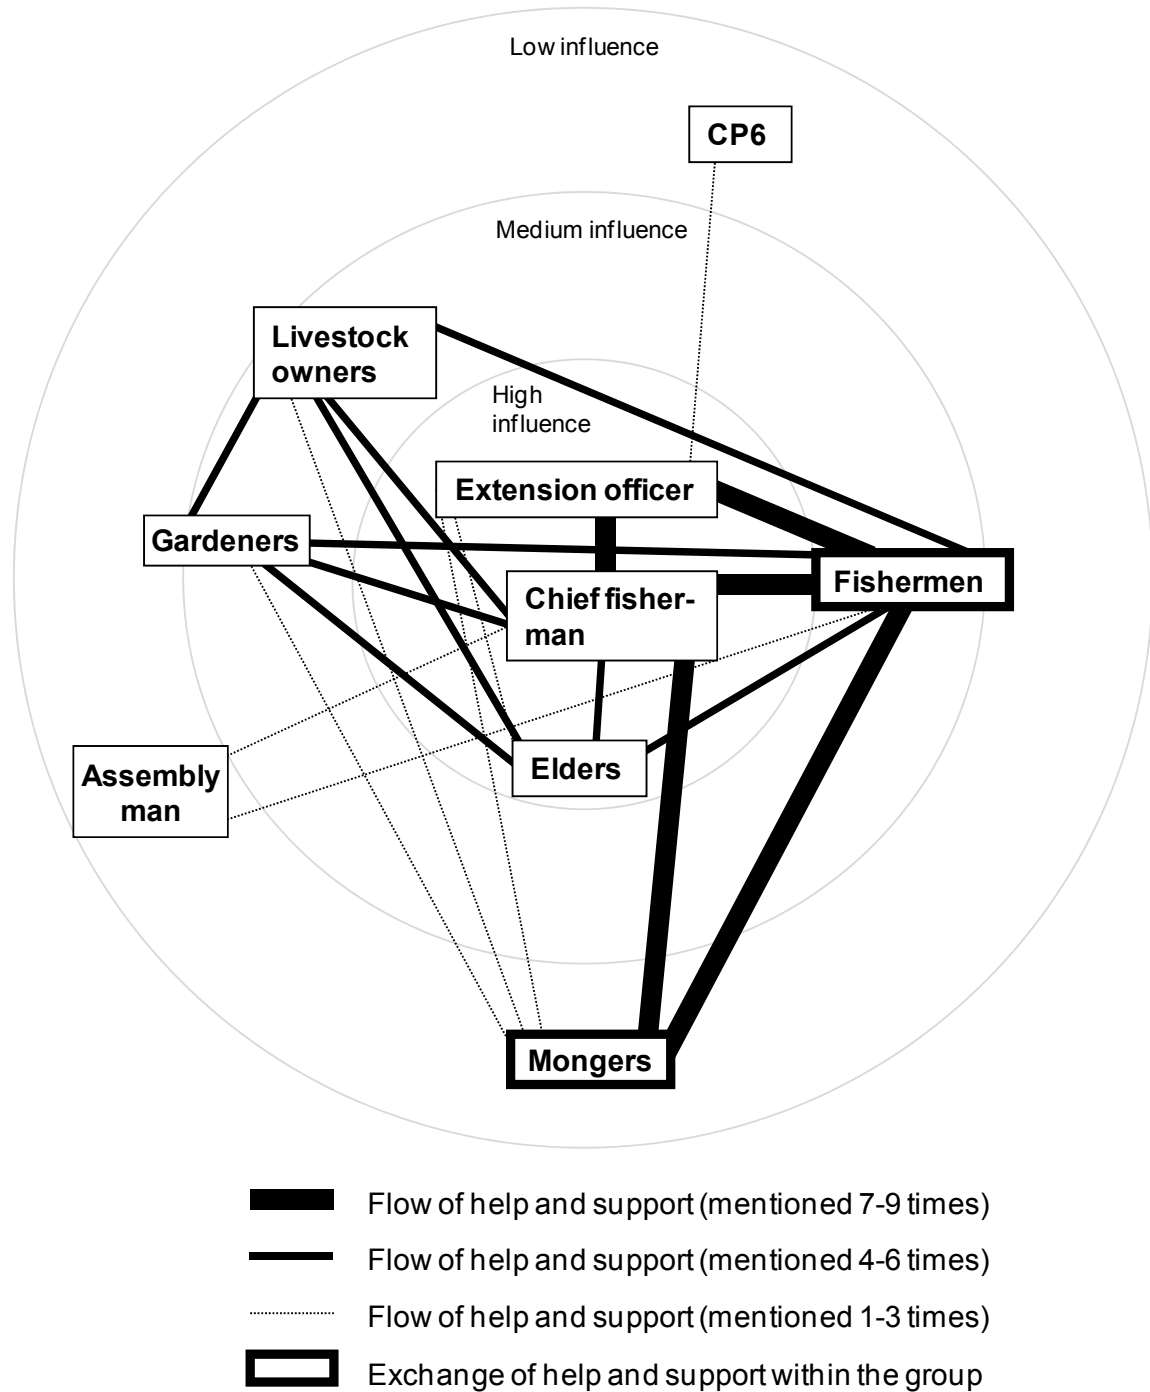 Low influence
CP6
Medium influence
Livestock
owners
High
influence
Extension officer
Gardeners
Fishermen
Chief fisher-
man
Elders
Assembly
man
Mongers
Flow of help and support (mentioned 7-9 times)
Flow of help and support (mentioned 4-6 times)
Flow of help and support (mentioned 1-3 times)
Exchange of help and support within the group